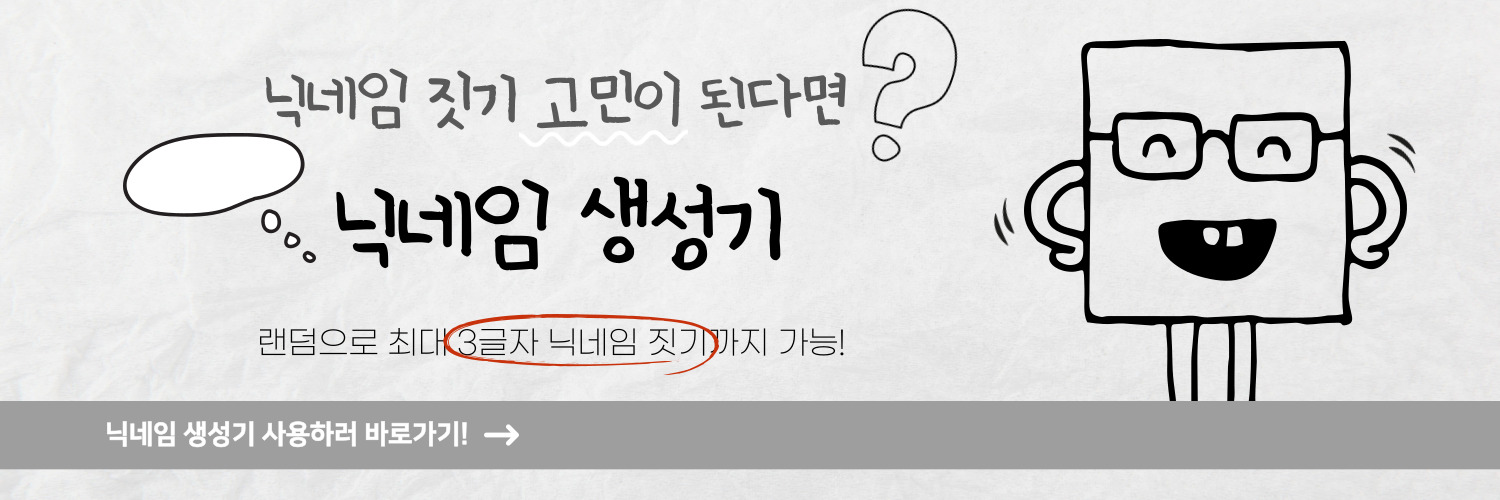 닉네임 짓기 고민이 된다면?
닉네임 생성기
랜덤으로 최대 3글자 닉네임 짓기까지 가능!
닉네임 생성기 사용하러 바로가기! →